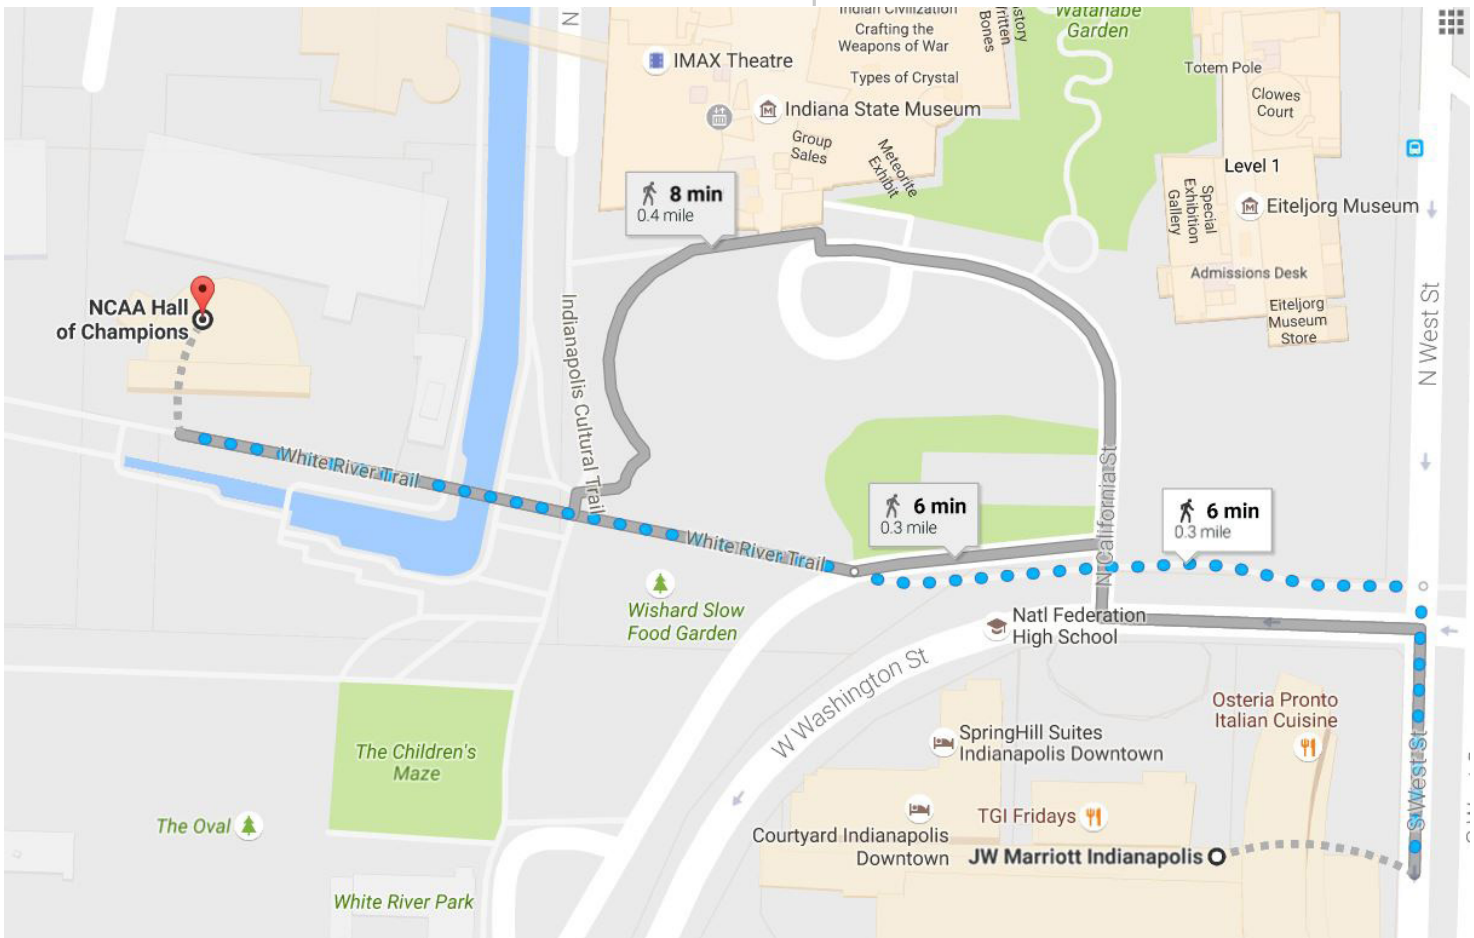 N
Indian Civilization
Crafting the
Weapons of War
Types of Crystal
Written
Bones
Watanabe
Garden
IMAX Theatre
Indiana State Museum
Group
Sales
Meteorite
Exhibit
Totem Pole
Clowes
Court
Level 1
Special
Exhibition
Gallery
Eiteljorg Museum
Admissions Desk
Eiteljorg
Museum
Store
N West St
8 min
0.4 mile
NCAA Hall
of Champions
Indianapolis Cultural Trail
White River Trail
White River Trail
6 min
0.3 mile
N California St
6 min
0.3 mile
Wishard Slow
Food Garden
Natl Federation
High School
W Washington St
Osteria Pronto
Italian Cuisine
SpringHill Suites
Indianapolis Downtown
The Children's
Maze
The Oval
TGI Fridays
Courtyard Indianapolis
Downtown
JW Marriott Indianapolis
S West St
White River Park